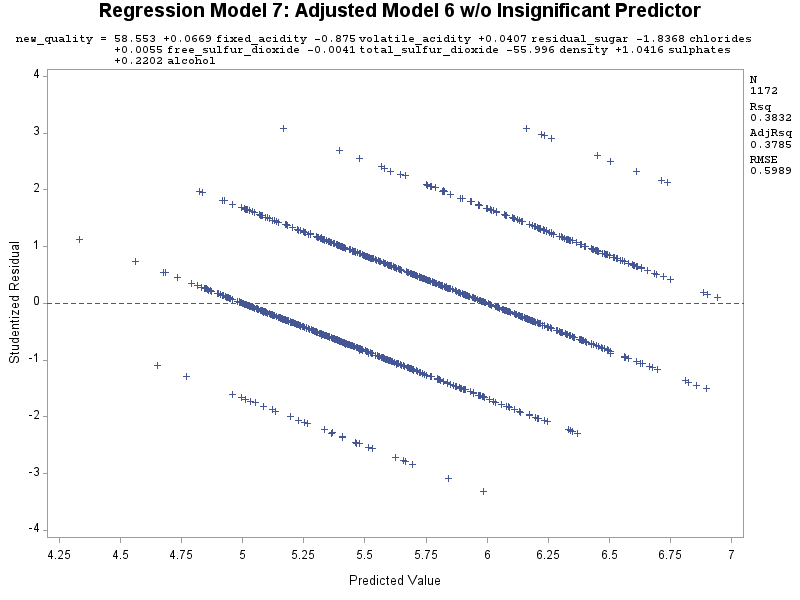 Regression Model 7: Adjusted Model 6 w/o Insignificant Predictor
new_quality = 58.553 +0.0669 fixed_acidity -0.875 volatile_acidity +0.0407 residual_sugar -1.8368 chlorides
+0.0055 free_sulfur_dioxide -0.0041 total_sulfur_dioxide -55.996 density +1.0416 sulphates
+0.2202 alcohol
N
1172
Rsq
0.3832
AdjRsq
0.3785
RMSE
0.5989
Studentized Residual
4
3
2
1
0
-1
-2
-3
-4
4.25 4.5 4.75 5 5.25 5.5 5.75 6 6.25 6.5 6.75 7
Predicted Value